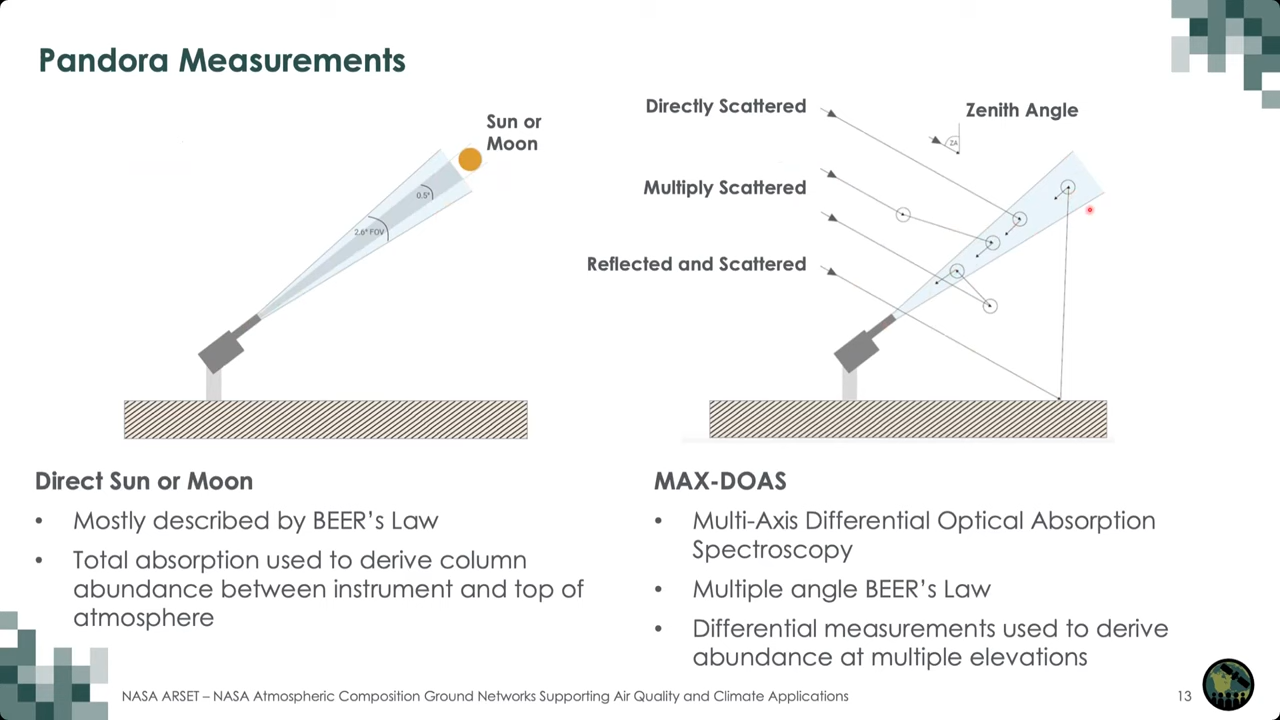 Pandora Measurements
Sun or
Moon
0.5°
2.6° FOV
Directly Scattered
Multiply Scattered
Reflected and Scattered
Zenith Angle
ZA
Direct Sun or Moon
• Mostly described by BEER's Law
• Total absorption used to derive column
abundance between instrument and top of
atmosphere
MAX-DOAS
• Multi-Axis Differential Optical Absorption
Spectroscopy
• Multiple angle BEER's Law
• Differential measurements used to derive
abundance at multiple elevations
NASA ARSET – NASA Atmospheric Composition Ground Networks Supporting Air Quality and Climate Applications
13